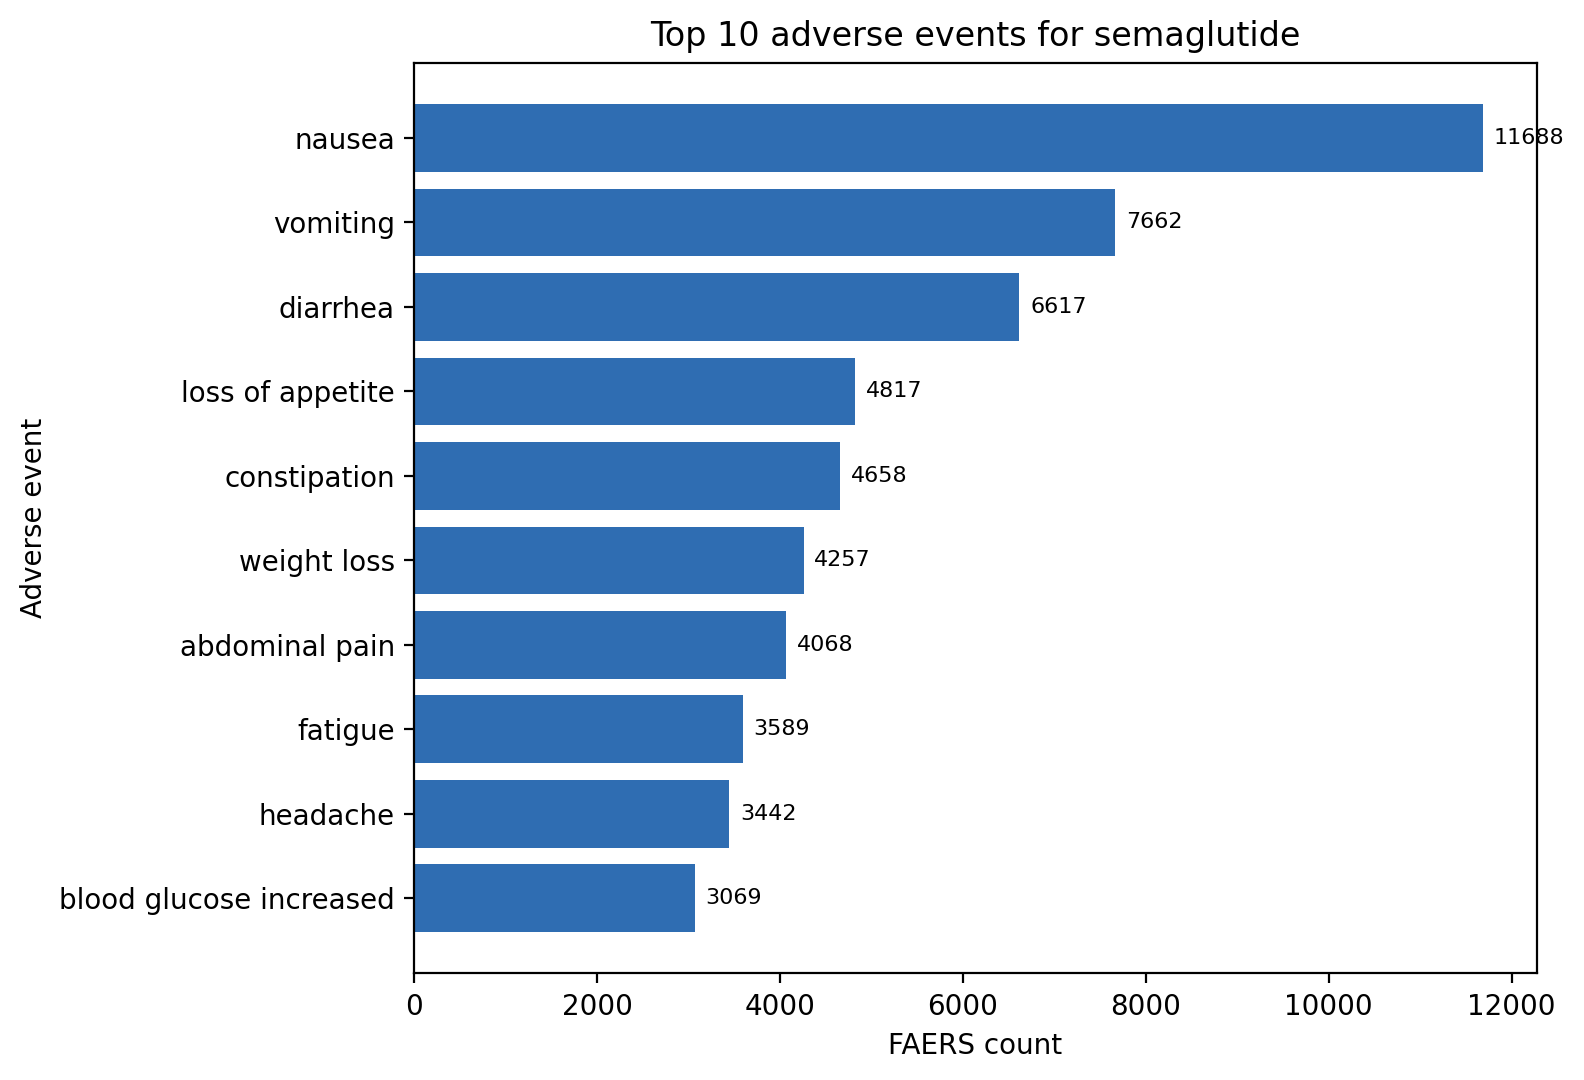 Top 10 adverse events for semaglutide
Adverse event
nausea 11688
vomiting 7662
diarrhea 6617
loss of appetite 4817
constipation 4658
weight loss 4257
abdominal pain 4068
fatigue 3589
headache 3442
blood glucose increased 3069
0 2000 4000 6000 8000 10000 12000
FAERS count